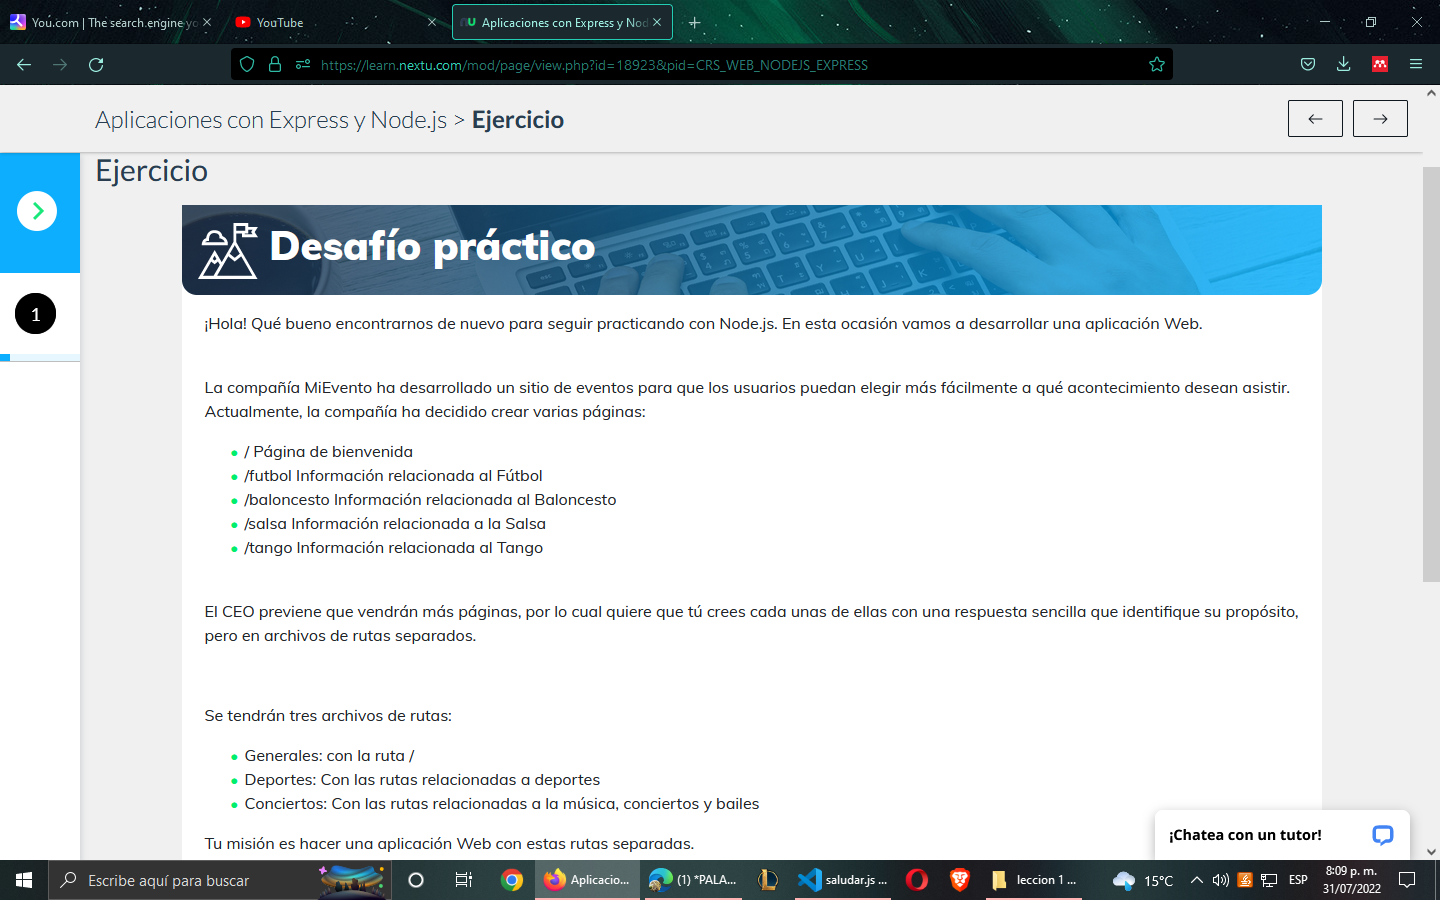 You.com | The search engine yo
YouTube
Aplicaciones con Express y Nod
https://learn.nextu.com/mod/page/view.php?id=18923&pid=CRS_WEB_NODEJS_EXPRESS
Aplicaciones con Express y Node.js > Ejercicio
Ejercicio
1
Desafío práctico
¡Hola! Qué bueno encontrarnos de nuevo para seguir practicando con Node.js. En esta ocasión vamos a desarrollar una aplicación Web.
La compañía MiEvento ha desarrollado un sitio de eventos para que los usuarios puedan elegir más fácilmente a qué acontecimiento desean asistir.
Actualmente, la compañía ha decidido crear varias páginas:
/ Página de bienvenida
/futbol Información relacionada al Fútbol
/baloncesto Información relacionada al Baloncesto
/salsa Información relacionada a la Salsa
/tango Información relacionada al Tango
El CEO previene que vendrán más páginas, por lo cual quiere que tú crees cada unas de ellas con una respuesta sencilla que identifique su propósito,
pero en archivos de rutas separados.
Se tendrán tres archivos de rutas:
Generales: con la ruta /
Deportes: Con las rutas relacionadas a deportes
Conciertos: Con las rutas relacionadas a la música, conciertos y bailes
Tu misión es hacer una aplicación Web con estas rutas separadas.
¡Chatea con un tutor!
Escribe aquí para buscar
Aplicacio...
(1) *PALA...
saludar.js ...
leccion 1 ...
15°C
ESP
8:09 p. m.
31/07/2022